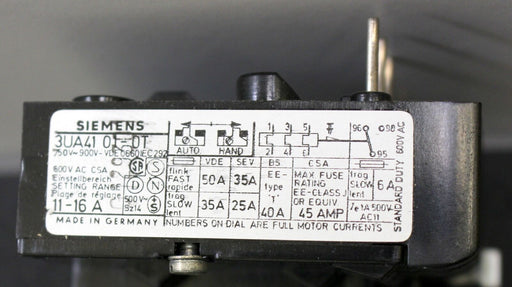 SIEMENS
3UA41 01-0T
750V~900V- VDE 0660 IEC292
600V AC CSA
Einstellbereich
SETTING RANGE
Plage de réglage
11-16 A
500V~
MADE IN GERMANY
S
D
N
S
AUTO HAND
VDE SEV BS CSA
flink
FAST
rapide
50A 35A
träg
SLOW
lent
35A 25A
EE-
type
"T"
40A
MAX FUSE
RATING
EE-CLASS J
OR EQUIV
45 AMP
träg
SLOW
lent
6A
Ie 1A 500V
AC11
1 3 5
2 4 6
96 98
95
STANDARD DUTY 600V AC
NUMBERS ON DIAL ARE FULL MOTOR CURRENTS